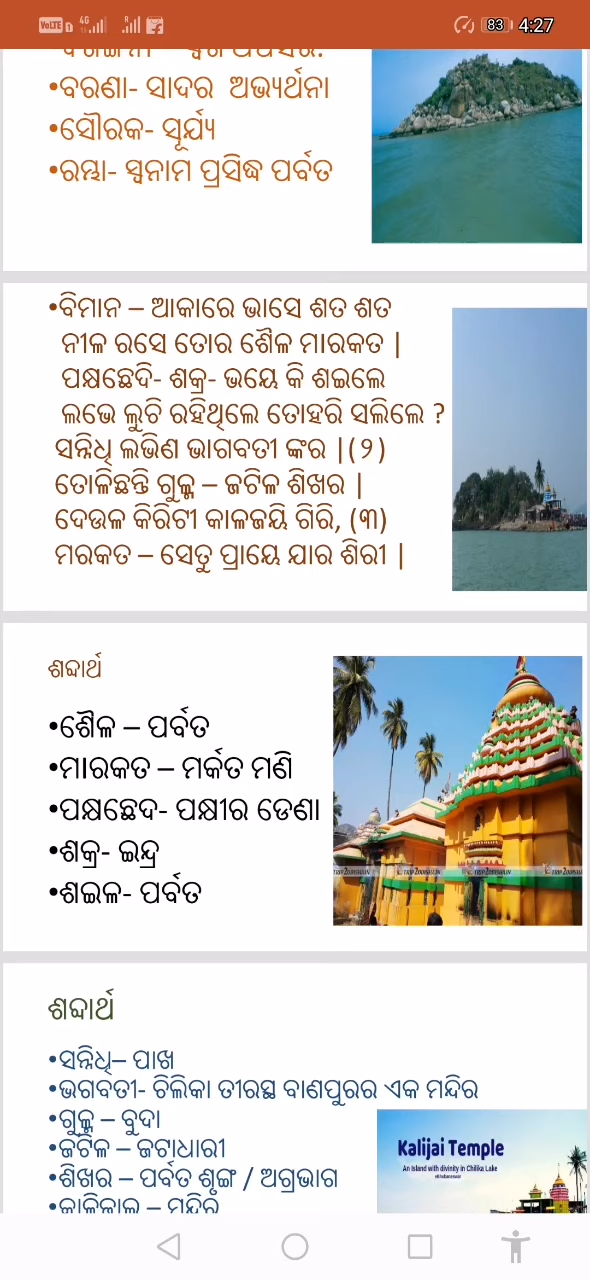 VoLTE 4G R 83 4:27
•ବରଣା- ସାଦର ଅଭ୍ୟର୍ଥନା
•ସୌରକ- ସୂର୍ଯ୍ୟ
•ରମ୍ଭା- ସ୍ୱନାମ ପ୍ରସିଦ୍ଧ ପର୍ବତ
•ବିମାନ – ଆକାରେ ଭାସେ ଶତ ଶତ
ନୀଳ ରସେ ତୋର ଶୈଳ ମାରକତ |
ପକ୍ଷଛେଦି- ଶକ୍ର- ଭୟେ କି ଶଇଲେ
ଲଭେ ଲୁଚି ରହିଥିଲେ ତୋହରି ସଲିଲେ ?
ସନ୍ନିଧି ଲଭିଣ ଭାଗବତୀ ଙ୍କର |(୨)
ତୋଳିଛନ୍ତି ଗୁଳ୍ମ – ଜଟିଳ ଶିଖର |
ଦେଉଳ କିରିଟୀ କାଳଜୟି ଗିରି, (୩)
ମରକତ – ସେତୁ ପ୍ରାୟେ ଯାର ଶିରୀ |
ଶବ୍ଦାର୍ଥ
•ଶୈଳ – ପର୍ବତ
•ମାରକତ – ମର୍କତ ମଣି
•ପକ୍ଷଛେଦ- ପକ୍ଷୀର ଡେଣା
•ଶକ୍ର- ଇନ୍ଦ୍ର
•ଶଇଳ- ପର୍ବତ
ଶବ୍ଦାର୍ଥ
•ସନ୍ନିଧି– ପାଖ
•ଭଗବତୀ- ଚିଲିକା ତୀରସ୍ଥ ବାଣପୁରର ଏକ ମନ୍ଦିର
•ଗୁଳ୍ମ – ବୁଦା
•ଜଟିଳ – ଜଟାଧାରୀ
•ଶିଖର – ପର୍ବତ ଶୃଙ୍ଗ / ଅଗ୍ରଭାଗ
Kalijai Temple
An Island with divinity in Chilika Lake